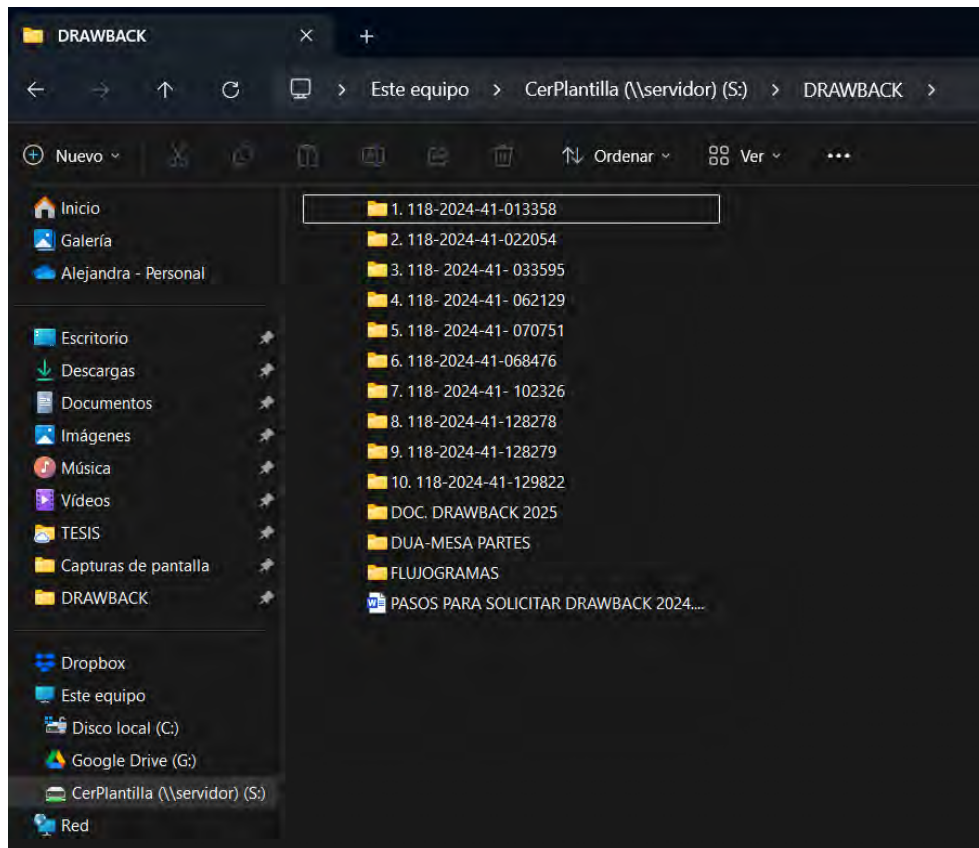 DRAWBACK
Este equipo > CerPlantilla (\\servidor) (S:) > DRAWBACK >
Nuevo Ordenar Ver
Inicio
Galería
Alejandra - Personal
Escritorio
Descargas
Documentos
Imágenes
Música
Vídeos
TESIS
Capturas de pantalla
DRAWBACK
Dropbox
Este equipo
Disco local (C:)
Google Drive (G:)
CerPlantilla (\\servidor) (S:)
Red
1. 118-2024-41-013358
2. 118-2024-41-022054
3. 118- 2024-41- 033595
4. 118- 2024-41- 062129
5. 118- 2024-41- 070751
6. 118-2024-41-068476
7. 118- 2024-41- 102326
8. 118-2024-41-128278
9. 118-2024-41-128279
10. 118-2024-41-129822
DOC. DRAWBACK 2025
DUA-MESA PARTES
FLUJOGRAMAS
PASOS PARA SOLICITAR DRAWBACK 2024....